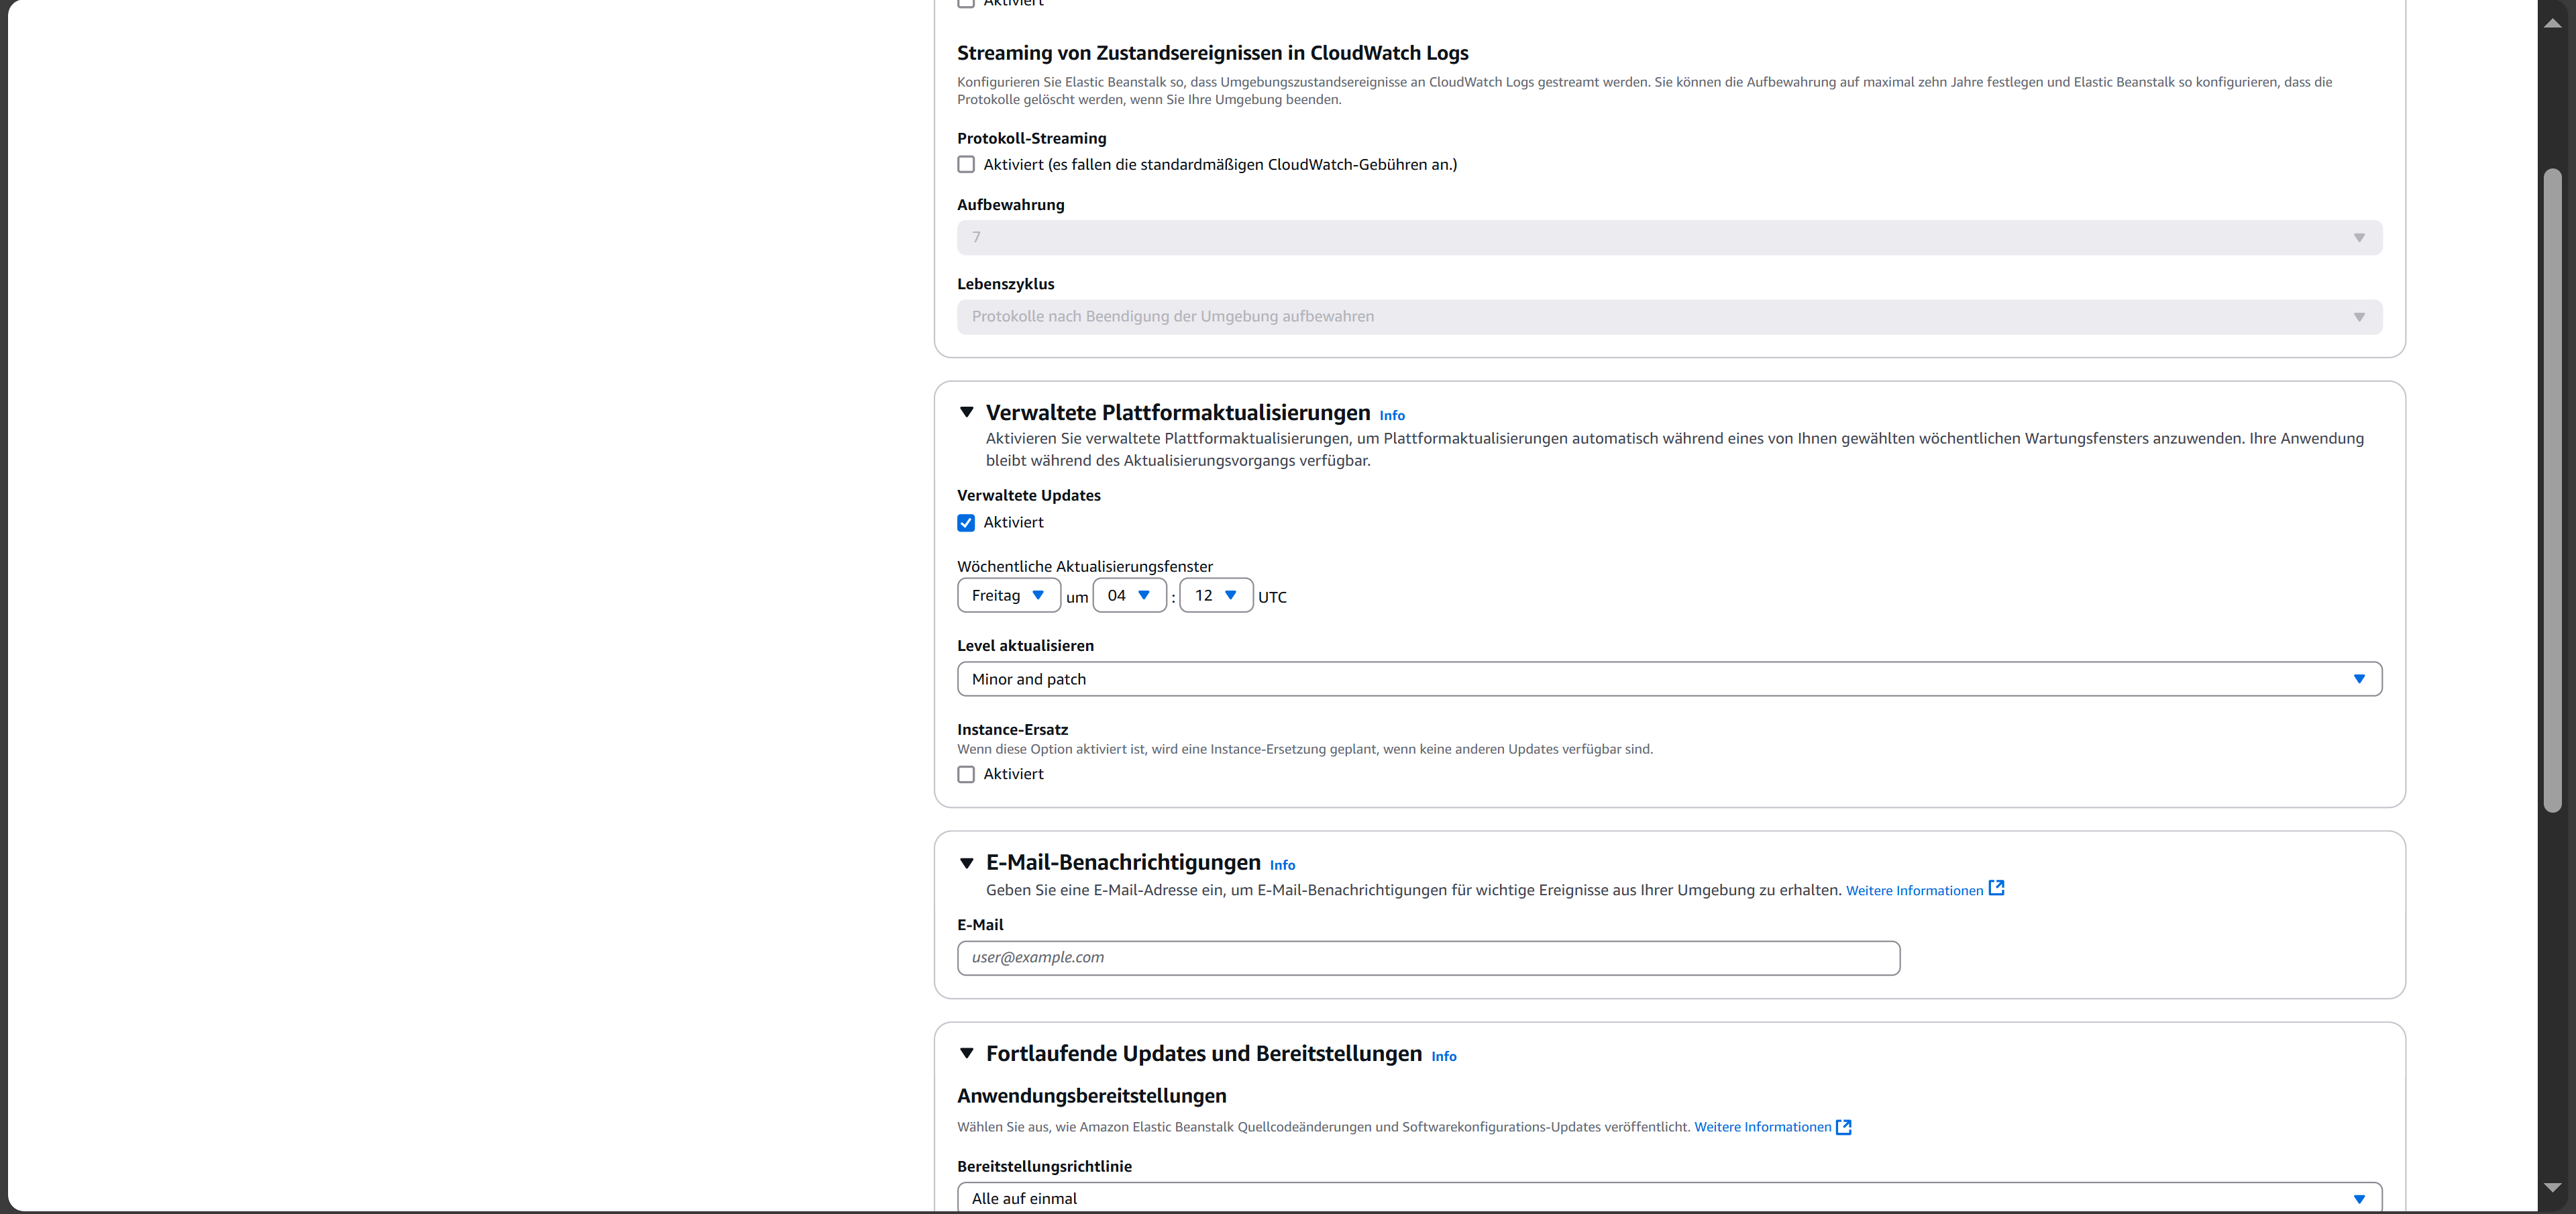 Aktiviert
Streaming von Zustandsereignissen in CloudWatch Logs
Konfigurieren Sie Elastic Beanstalk so, dass Umgebungszustandsereignisse an CloudWatch Logs gestreamt werden. Sie können die Aufbewahrung auf maximal zehn Jahre festlegen und Elastic Beanstalk so konfigurieren, dass die
Protokolle gelöscht werden, wenn Sie Ihre Umgebung beenden.
Protokoll-Streaming
Aktiviert (es fallen die standardmäßigen CloudWatch-Gebühren an.)
Aufbewahrung
7
Lebenszyklus
Protokolle nach Beendigung der Umgebung aufbewahren
Verwaltete Plattformaktualisierungen Info
Aktivieren Sie verwaltete Plattformaktualisierungen, um Plattformaktualisierungen automatisch während eines von Ihnen gewählten wöchentlichen Wartungsfensters anzuwenden. Ihre Anwendung
bleibt während des Aktualisierungsvorgangs verfügbar.
Verwaltete Updates
Aktiviert
Wöchentliche Aktualisierungsfenster
Freitag um 04 : 12 UTC
Level aktualisieren
Minor and patch
Instance-Ersatz
Wenn diese Option aktiviert ist, wird eine Instance-Ersetzung geplant, wenn keine anderen Updates verfügbar sind.
Aktiviert
E-Mail-Benachrichtigungen Info
Geben Sie eine E-Mail-Adresse ein, um E-Mail-Benachrichtigungen für wichtige Ereignisse aus Ihrer Umgebung zu erhalten. Weitere Informationen
E-Mail
user@example.com
Fortlaufende Updates und Bereitstellungen Info
Anwendungsbereitstellungen
Wählen Sie aus, wie Amazon Elastic Beanstalk Quellcodeänderungen und Softwarekonfigurations-Updates veröffentlicht. Weitere Informationen
Bereitstellungsrichtlinie
Alle auf einmal